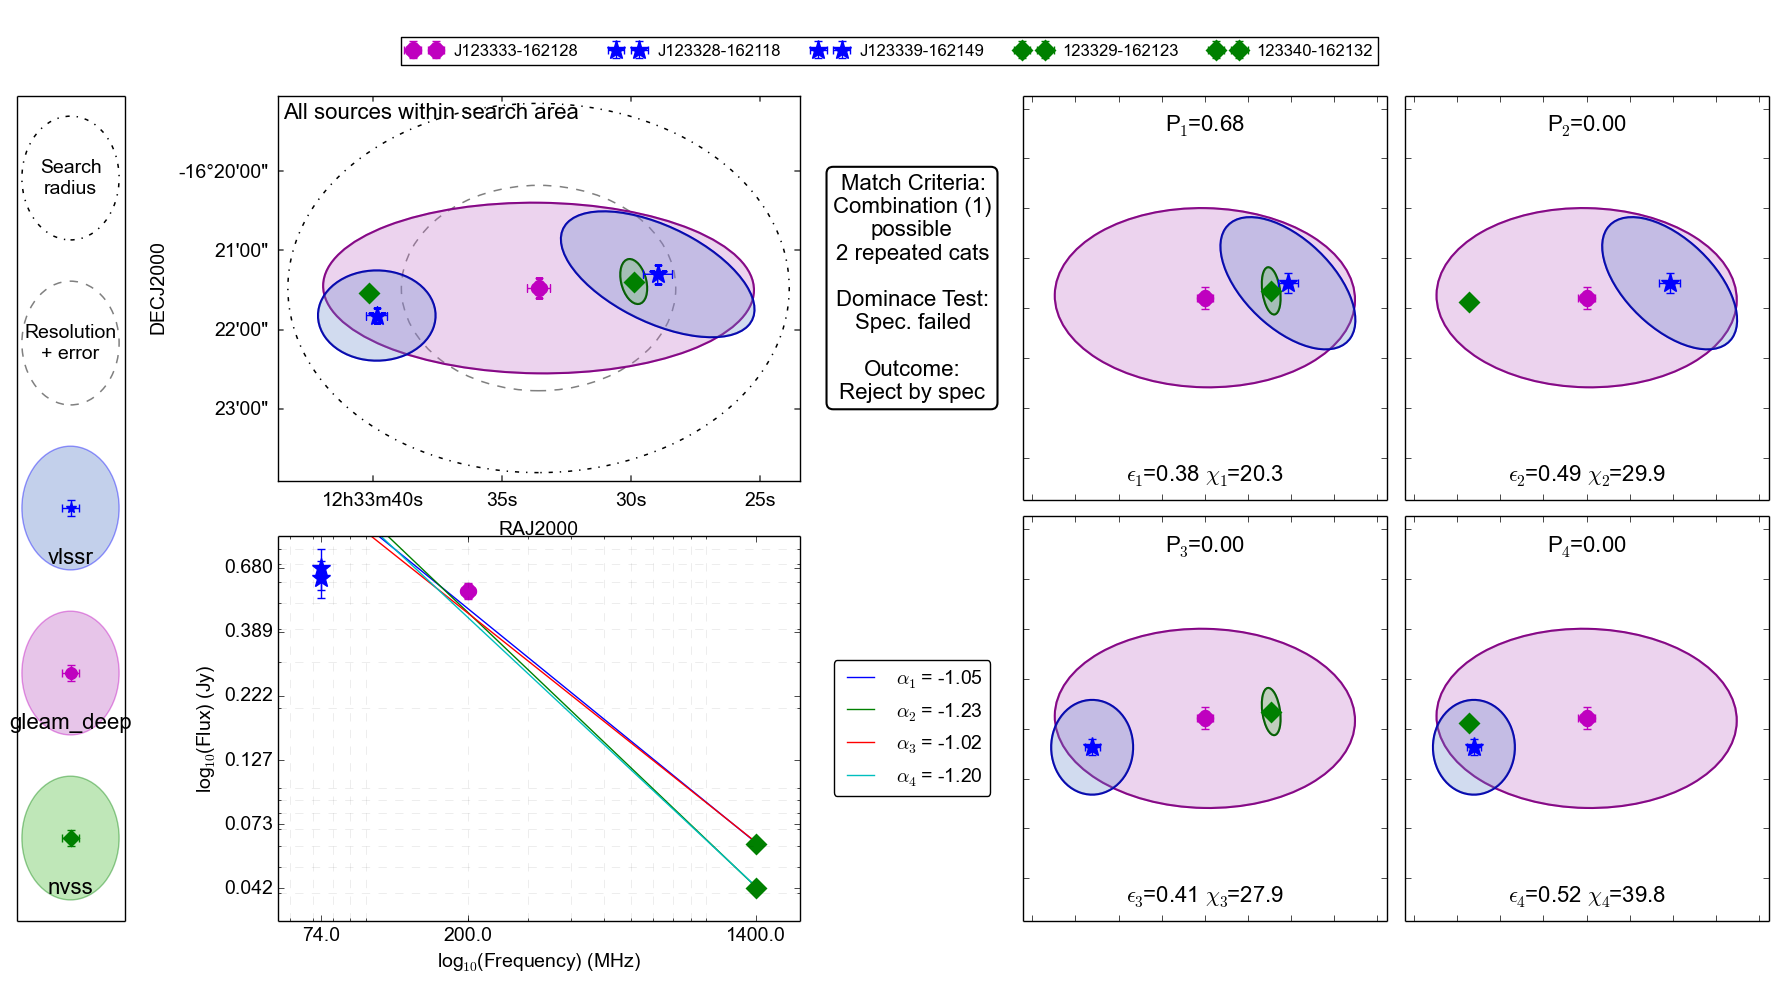 J123333-162128 J123328-162118 J123339-162149 123329-162123 123340-162132
Search
radius
Resolution
+ error
vlssr
gleam_deep
nvss
All sources within search area
DECJ2000
-16°20'00"
21'00"
22'00"
23'00"
12h33m40s 35s 30s 25s
RAJ2000
Match Criteria:
Combination (1)
possible
2 repeated cats
Dominace Test:
Spec. failed
Outcome:
Reject by spec
P₁=0.68
ϵ₁=0.38 χ₁=20.3
P₂=0.00
ϵ₂=0.49 χ₂=29.9
log₁₀(Flux) (Jy)
0.680
0.389
0.222
0.127
0.073
0.042
74.0 200.0 1400.0
log₁₀(Frequency) (MHz)
α₁ = -1.05
α₂ = -1.23
α₃ = -1.02
α₄ = -1.20
P₃=0.00
ϵ₃=0.41 χ₃=27.9
P₄=0.00
ϵ₄=0.52 χ₄=39.8